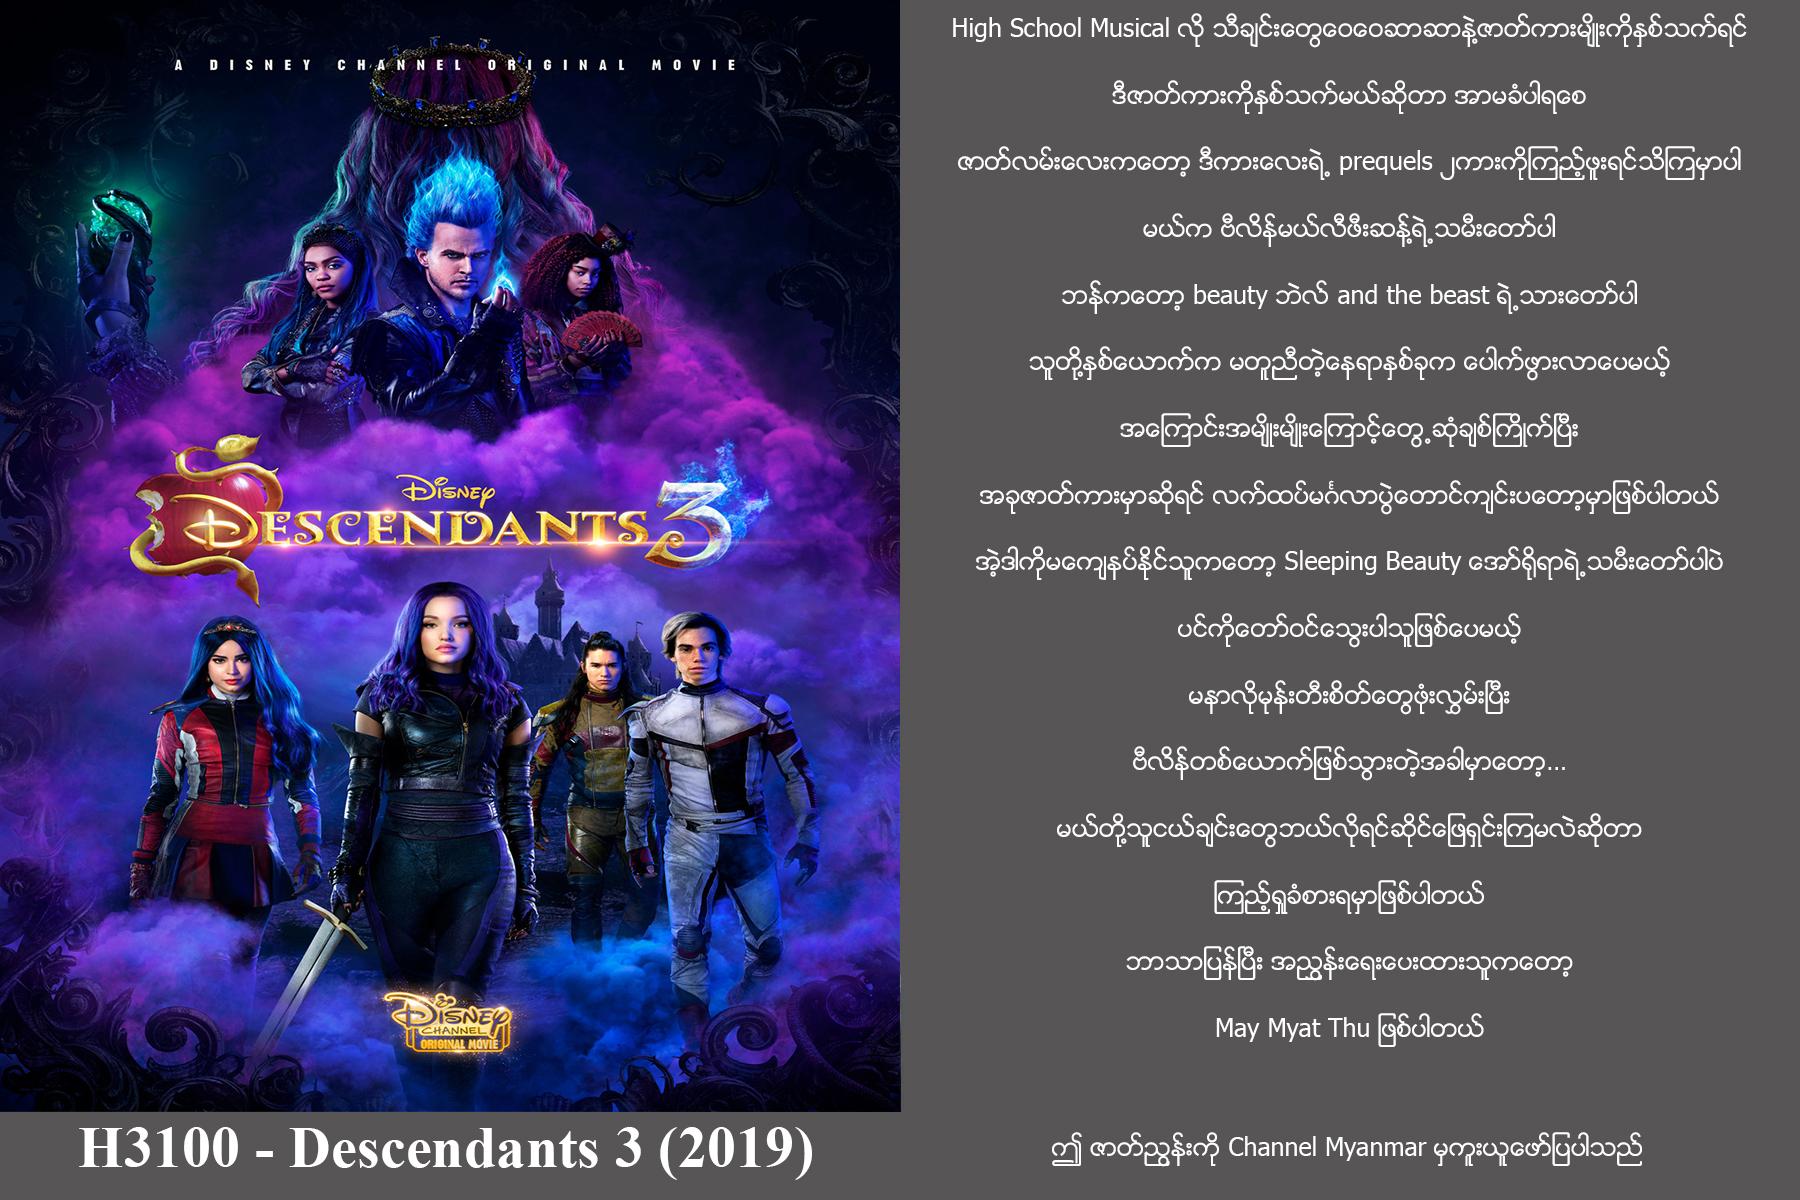 A DISNEY CHANNEL ORIGINAL MOVIE
DISNEY
DESCENDANTS 3
DISNEY
CHANNEL
ORIGINAL MOVIE
H3100 - Descendants 3 (2019)
High School Musical လို သီချင်းတွေဝေဝေဆာဆာနဲ့ဇာတ်ကားမျိုးကိုနှစ်သက်ရင်
ဒီဇာတ်ကားကိုနှစ်သက်မယ်ဆိုတာ အာမခံပါရစေ
ဇာတ်လမ်းလေးကတော့ ဒီကားလေးရဲ့ prequels ၂ကားကိုကြည့်ဖူးရင်သိကြမှာပါ
မယ်က ဗီလိန်မယ်လီဖီးဆန့်ရဲ့သမီးတော်ပါ
ဘန်ကတော့ beauty ဘဲလ် and the beast ရဲ့သားတော်ပါ
သူတို့နှစ်ယောက်က မတူညီတဲ့နေရာနှစ်ခုက ပေါက်ဖွားလာပေမယ့်
အကြောင်းအမျိုးမျိုးကြောင့်တွေ့ဆုံချစ်ကြိုက်ပြီး
အခုဇာတ်ကားမှာဆိုရင် လက်ထပ်မင်္ဂလာပွဲတောင်ကျင်းပတော့မှာဖြစ်ပါတယ်
အဲ့ဒါကိုမကျေနပ်နိုင်သူကတော့ Sleeping Beauty အော်ရိုရာရဲ့သမီးတော်ပါပဲ
ပင်ကိုတော်ဝင်သွေးပါသူဖြစ်ပေမယ့်
မနာလိုမုန်းတီးစိတ်တွေဖုံးလွှမ်းပြီး
ဗီလိန်တစ်ယောက်ဖြစ်သွားတဲ့အခါမှာတော့...
မယ်တို့သူငယ်ချင်းတွေဘယ်လိုရင်ဆိုင်ဖြေရှင်းကြမလဲဆိုတာ
ကြည့်ရှုခံစားရမှာဖြစ်ပါတယ်
ဘာသာပြန်ပြီး အညွှန်းရေးပေးထားသူကတော့
May Myat Thu ဖြစ်ပါတယ်
ဤ ဇာတ်ညွှန်းကို Channel Myanmar မှကူးယူဖော်ပြပါသည်